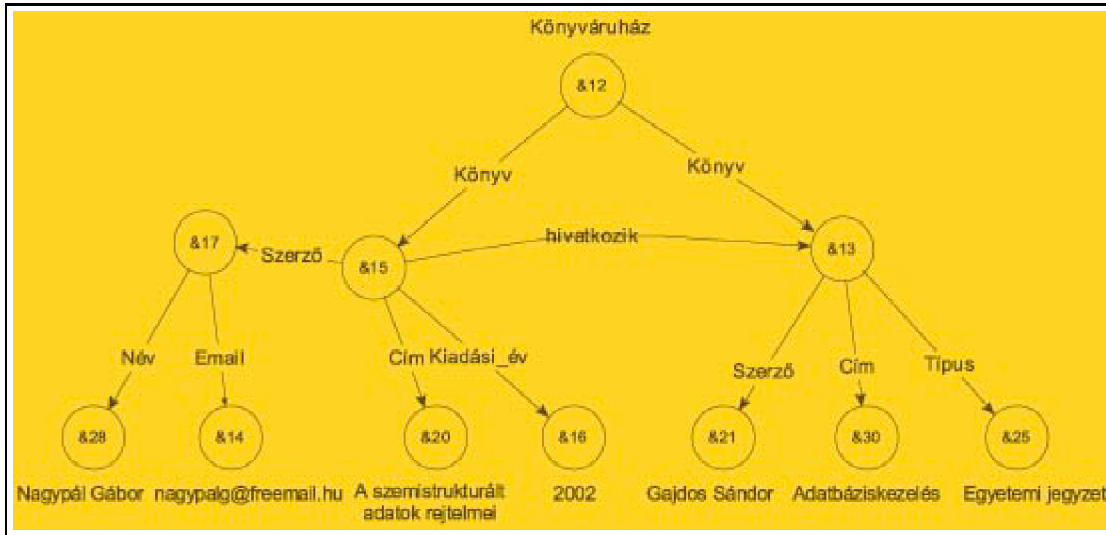 Könyváruház
&12
Könyv
Könyv
&17
Szerző
&15
hivatkozik
&13
Név
Email
Cím
Kiadási_év
Szerző
Cím
Típus
&28
&14
&20
&16
&21
&30
&25
Nagypál Gábor
nagypalg@freemail.hu
A szemistrukturált
adatok rejtelmei
2002
Gajdos Sándor
Adatbáziskezelés
Egyetemi jegyzet